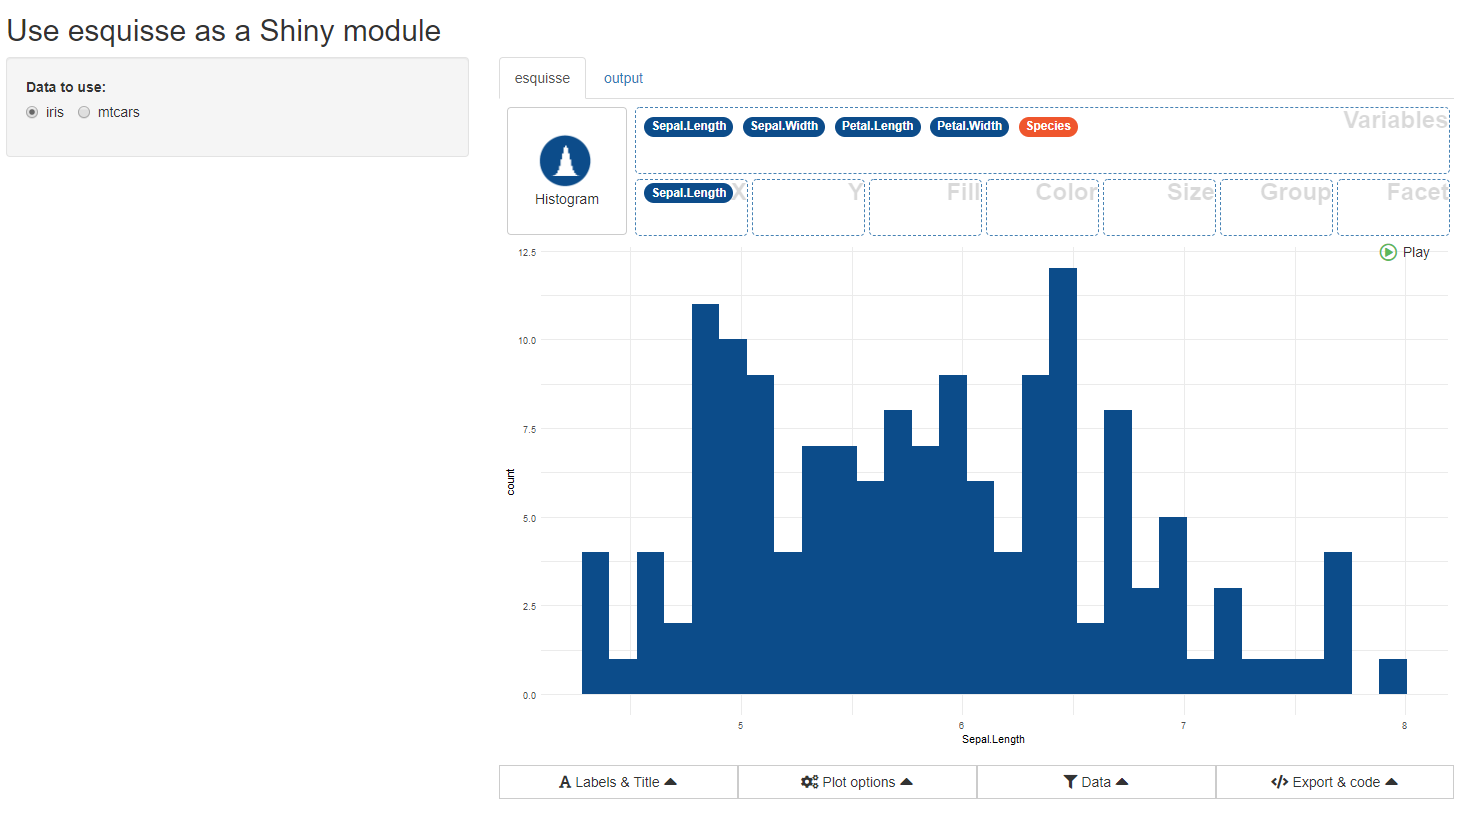 Use esquisse as a Shiny module
Data to use:
iris mtcars
esquisse output
Histogram
Sepal.Length Sepal.Width Petal.Length Petal.Width Species Variables
Sepal.Length X Y Fill Color Size Group Facet
Play
12.5
10.0
7.5
5.0
2.5
0.0
count
5 6 7 8
Sepal.Length
A Labels & Title Plot options Data </> Export & code